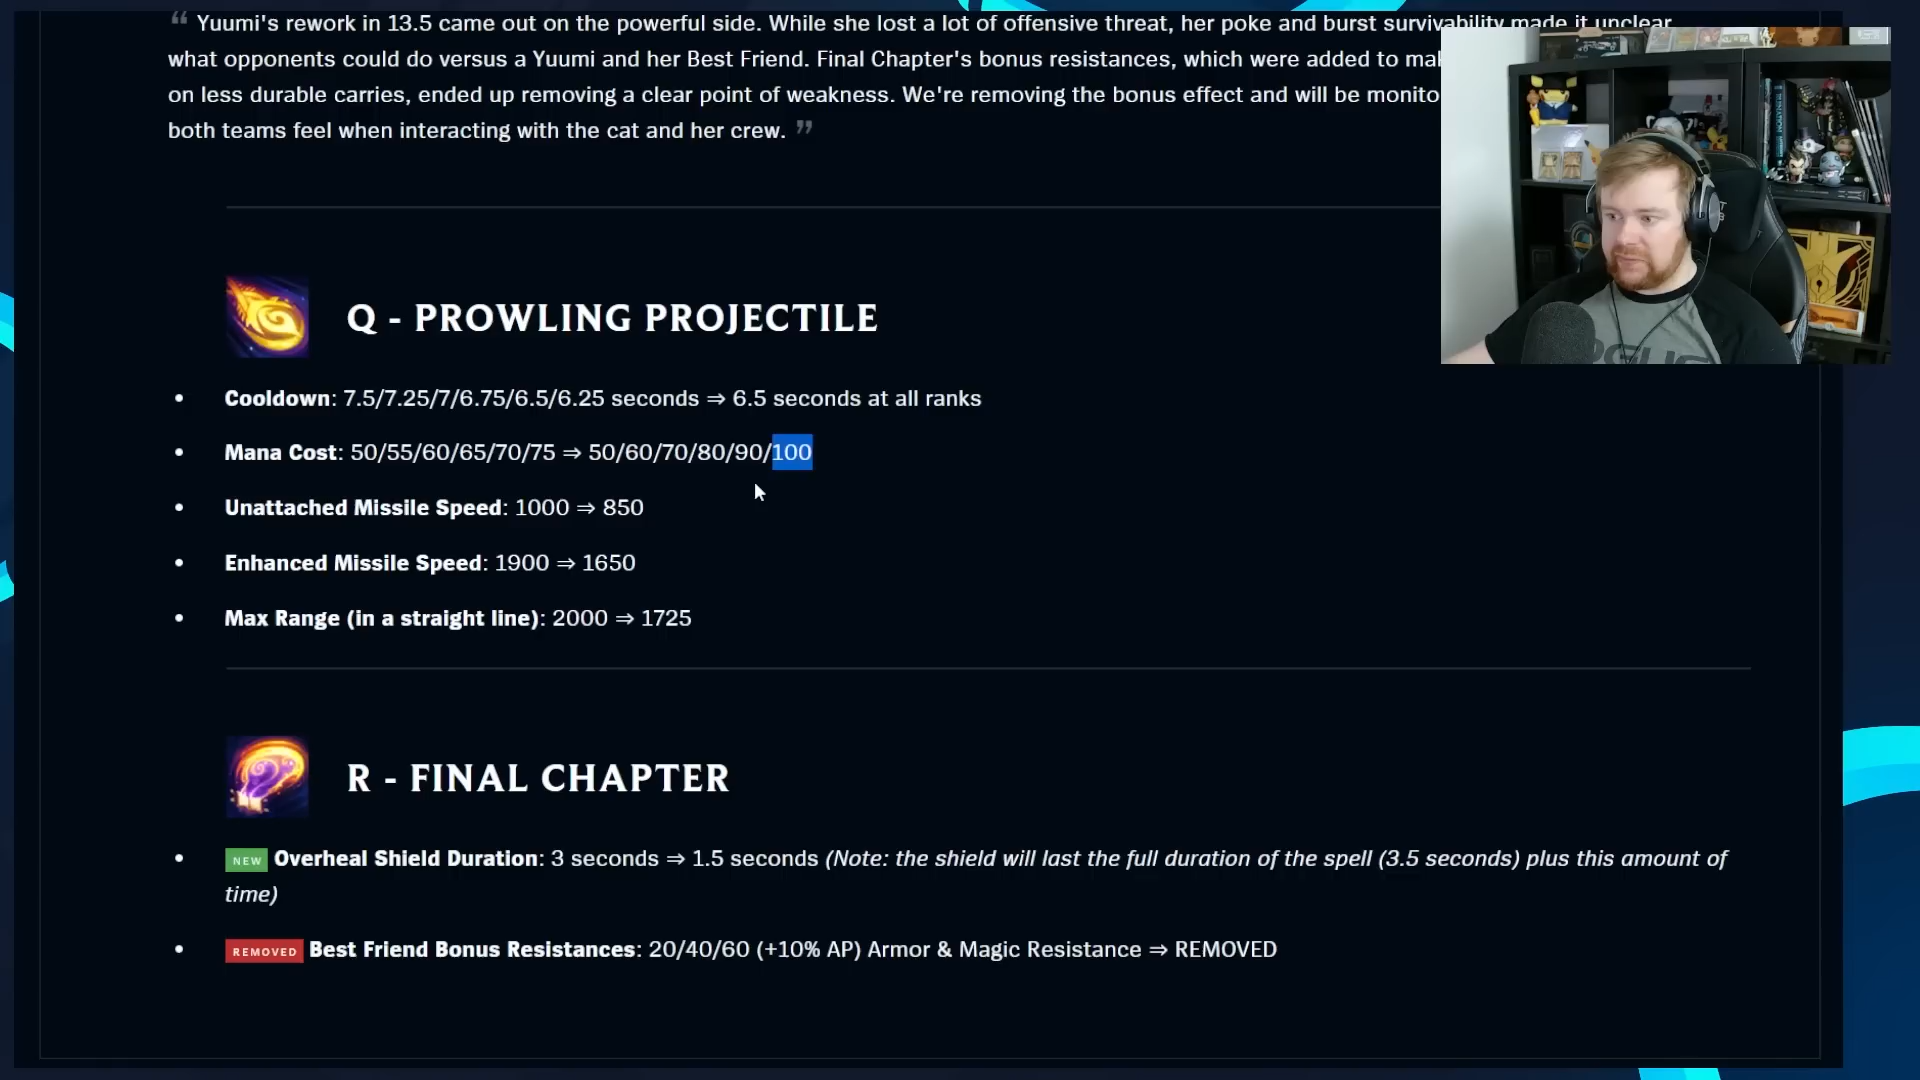 “ Yuumi's rework in 13.5 came out on the powerful side. While she lost a lot of offensive threat, her poke and burst survivability made it unclear
what opponents could do versus a Yuumi and her Best Friend. Final Chapter's bonus resistances, which were added to
on less durable carries, ended up removing a clear point of weakness. We're removing the bonus effect and will be
both teams feel when interacting with the cat and her crew. ”
Q - PROWLING PROJECTILE
• Cooldown: 7.5/7.25/7/6.75/6.5/6.25 seconds ⇒ 6.5 seconds at all ranks
• Mana Cost: 50/55/60/65/70/75 ⇒ 50/60/70/80/90/100
• Unattached Missile Speed: 1000 ⇒ 850
• Enhanced Missile Speed: 1900 ⇒ 1650
• Max Range (in a straight line): 2000 ⇒ 1725
R - FINAL CHAPTER
• NEW Overheal Shield Duration: 3 seconds ⇒ 1.5 seconds (Note: the shield will last the full duration of the spell (3.5 seconds) plus this amount of
time)
• REMOVED Best Friend Bonus Resistances: 20/40/60 (+10% AP) Armor & Magic Resistance ⇒ REMOVED